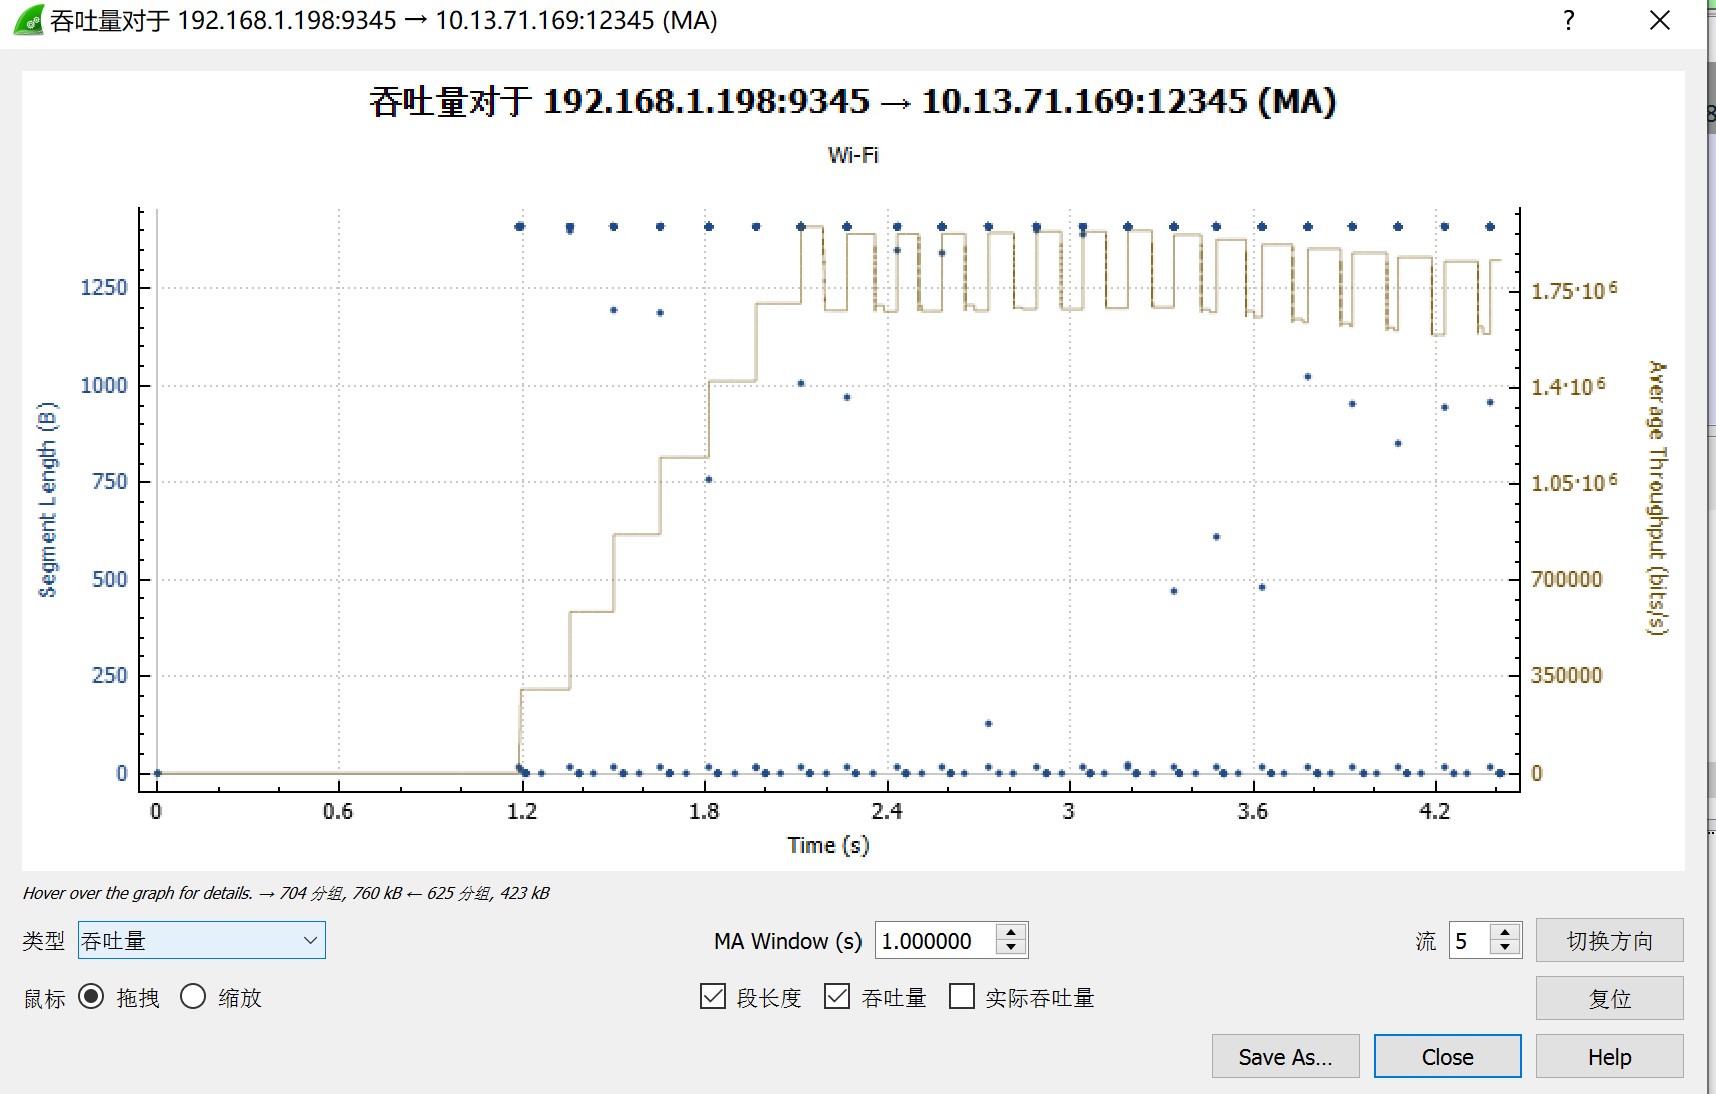 吞吐量对于 192.168.1.198:9345 → 10.13.71.169:12345 (MA)
?
吞吐量对于 192.168.1.198:9345 → 10.13.71.169:12345 (MA)
Wi-Fi
Segment Length (B)
1250
1000
750
500
250
0
1.75·10⁶
1.4·10⁶
1.05·10⁶
700000
350000
0
Average Throughput (bits/s)
0 0.6 1.2 1.8 2.4 3 3.6 4.2
Time (s)
Hover over the graph for details. → 704 分组, 760 kB ← 625 分组, 423 kB
类型 吞吐量 MA Window (s) 1.000000 流 5 切换方向
鼠标 拖拽 缩放 段长度 吞吐量 实际吞吐量 复位
Save As... Close Help